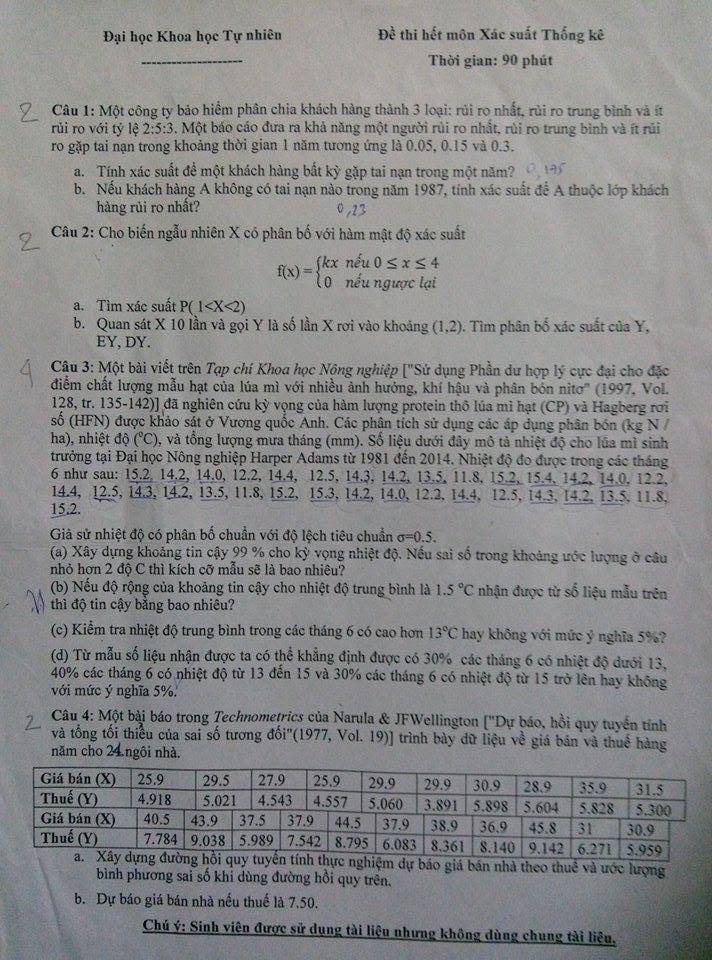 Đại học Khoa học Tự nhiên
Đề thi hết môn Xác suất Thống kê
Thời gian: 90 phút
2
Câu 1: Một công ty bảo hiểm phân chia khách hàng thành 3 loại: rủi ro nhất, rủi ro trung bình và ít
rủi ro với tỷ lệ 2:5:3. Một báo cáo đưa ra khả năng một người rủi ro nhất, rủi ro trung bình và ít rủi
ro gặp tai nạn trong khoảng thời gian 1 năm tương ứng là 0.05, 0.15 và 0.3.
a. Tính xác suất để một khách hàng bất kỳ gặp tai nạn trong một năm? 0,175
b. Nếu khách hàng A không có tai nạn nào trong năm 1987, tính xác suất để A thuộc lớp khách
hàng rủi ro nhất? 0,23
2
Câu 2: Cho biến ngẫu nhiên X có phân bố với hàm mật độ xác suất
f(x) = { kx nếu 0 ≤ x ≤ 4
0 nếu ngược lại
a. Tìm xác suất P( 1<X<2)
b. Quan sát X 10 lần và gọi Y là số lần X rơi vào khoảng (1,2). Tìm phân bố xác suất của Y,
EY, DY.
4
Câu 3: Một bài viết trên Tạp chí Khoa học Nông nghiệp ["Sử dụng Phần dư hợp lý cực đại cho đặc
điểm chất lượng mẫu hạt của lúa mì với nhiều ảnh hưởng, khí hậu và phân bón nitơ" (1997, Vol.
128, tr. 135-142)] đã nghiên cứu kỳ vọng của hàm lượng protein thô lúa mì hạt (CP) và Hagberg rơi
số (HFN) được khảo sát ở Vương quốc Anh. Các phân tích sử dụng các áp dụng phân bón (kg N /
ha), nhiệt độ (⁰C), và tổng lượng mưa tháng (mm). Số liệu dưới đây mô tả nhiệt độ cho lúa mì sinh
trưởng tại Đại học Nông nghiệp Harper Adams từ 1981 đến 2014. Nhiệt độ đo được trong các tháng
6 như sau: 15.2, 14.2, 14.0, 12.2, 14.4, 12.5, 14.3, 14.2, 13.5, 11.8, 15.2, 15.4, 14.2, 14.0, 12.2,
14.4, 12.5, 14.3, 14.2, 13.5, 11.8, 15.2, 15.3, 14.2, 14.0, 12.2, 14.4, 12.5, 14.3, 14.2, 13.5, 11.8,
15.2.
Giả sử nhiệt độ có phân bố chuẩn với độ lệch tiêu chuẩn σ=0.5.
(a) Xây dựng khoảng tin cậy 99 % cho kỳ vọng nhiệt độ. Nếu sai số trong khoảng ước lượng ở câu
nhỏ hơn 2 độ C thì kích cỡ mẫu sẽ là bao nhiêu?
(b) Nếu độ rộng của khoảng tin cậy cho nhiệt độ trung bình là 1.5 ⁰C nhận được từ số liệu mẫu trên
thì độ tin cậy bằng bao nhiêu?
(c) Kiểm tra nhiệt độ trung bình trong các tháng 6 có cao hơn 13⁰C hay không với mức ý nghĩa 5%?
(d) Từ mẫu số liệu nhận được ta có thể khẳng định được có 30% các tháng 6 có nhiệt độ dưới 13,
40% các tháng 6 có nhiệt độ từ 13 đến 15 và 30% các tháng 6 có nhiệt độ từ 15 trở lên hay không
với mức ý nghĩa 5%.
2
Câu 4: Một bài báo trong Technometrics của Narula & JFWellington ["Dự báo, hồi quy tuyến tính
và tổng tối thiểu của sai số tương đối"(1977, Vol. 19)] trình bày dữ liệu về giá bán và thuế hàng
năm cho ngôi nhà.
Giá bán (X) 25.9 29.5 27.9 25.9 29.9 29.9 30.9 28.9 35.9 31.5
Thuế (Y) 4.918 5.021 4.543 4.557 5.060 3.891 5.898 5.604 5.828 5.300
Giá bán (X) 40.5 43.9 37.5 37.9 44.5 37.9 38.9 36.9 45.8 31 30.9
Thuế (Y) 7.784 9.038 5.989 7.542 8.795 6.083 8.361 8.140 9.142 6.271 5.959
a. Xây dựng đường hồi quy tuyến tính thực nghiệm dự báo giá bán nhà theo thuế và ước lượng
bình phương sai số khi dùng đường hồi quy trên.
b. Dự báo giá bán nhà nếu thuế là 7.50.
Chú ý: Sinh viên được sử dụng tài liệu nhưng không dùng chung tài liệu.